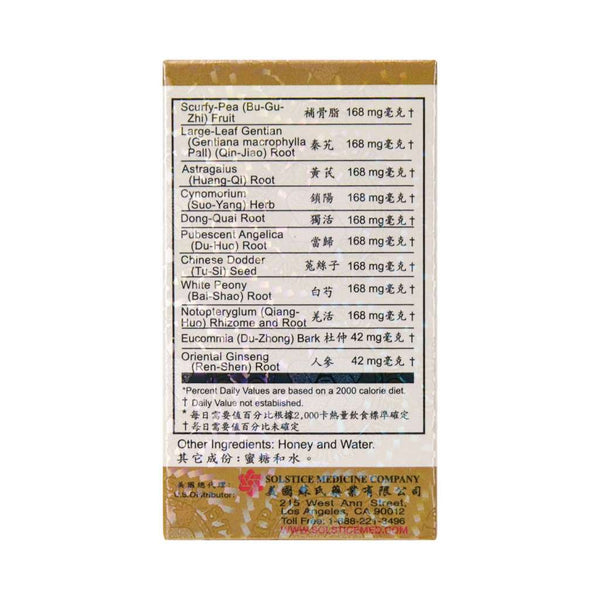 Scurfy-Pea (Bu-Gu-
Zhi) Fruit 補骨脂 168 mg毫克 †
Large-Leaf Gentian
(Gentiana macrophylla
Pall) (Qin-Jiao) Root 秦艽 168 mg毫克 †
Astragalus
(Huang-Qi) Root 黃芪 168 mg毫克 †
Cynomorium
(Suo-Yang) Herb 鎖陽 168 mg毫克 †
Dong-Quai Root 獨活 168 mg毫克 †
Pubescent Angelica
(Du-Huo) Root 當歸 168 mg毫克 †
Chinese Dodder
(Tu-Si) Seed 菟絲子 168 mg毫克 †
White Peony
(Bai-Shao) Root 白芍 168 mg毫克 †
Notopteryglum (Qiang-
Huo) Rhizome and Root 羌活 168 mg毫克 †
Eucommia (Du-Zhong) Bark 杜仲 42 mg毫克 †
Oriental Ginseng
(Ren-Shen) Root 人參 42 mg毫克 †
*Percent Daily Values are based on a 2000 calorie diet.
† Daily Value not established.
* 每日需要值百分比根據2,000卡熱量飲食標準確定
† 每日需要值百分比未確定
Other Ingredients: Honey and Water.
其它成份:蜜糖和水。
美國總代理:
U.S.Distributor:
SOLSTICE MEDICINE COMPANY
美國蘇氏藥業有限公司
215 West Ann Street,
Los Angeles, CA 90012
Toll Free: 1-888-221-3496
WWW.SOLSTICEMED.COM